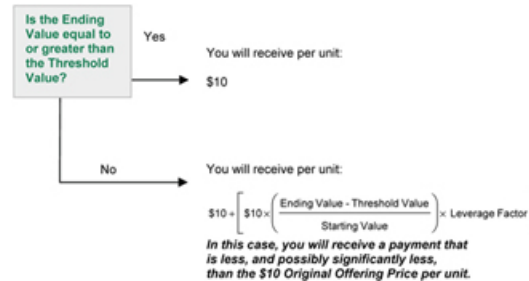 Is the Ending
Value equal to
or greater than
the Threshold
Value?
Yes
You will receive per unit:
$10
No
You will receive per unit:
$10 + [ $10 × ( Ending Value - Threshold Value
Starting Value ) × Leverage Factor
In this case, you will receive a payment that
is less, and possibly significantly less,
than the $10 Original Offering Price per unit.